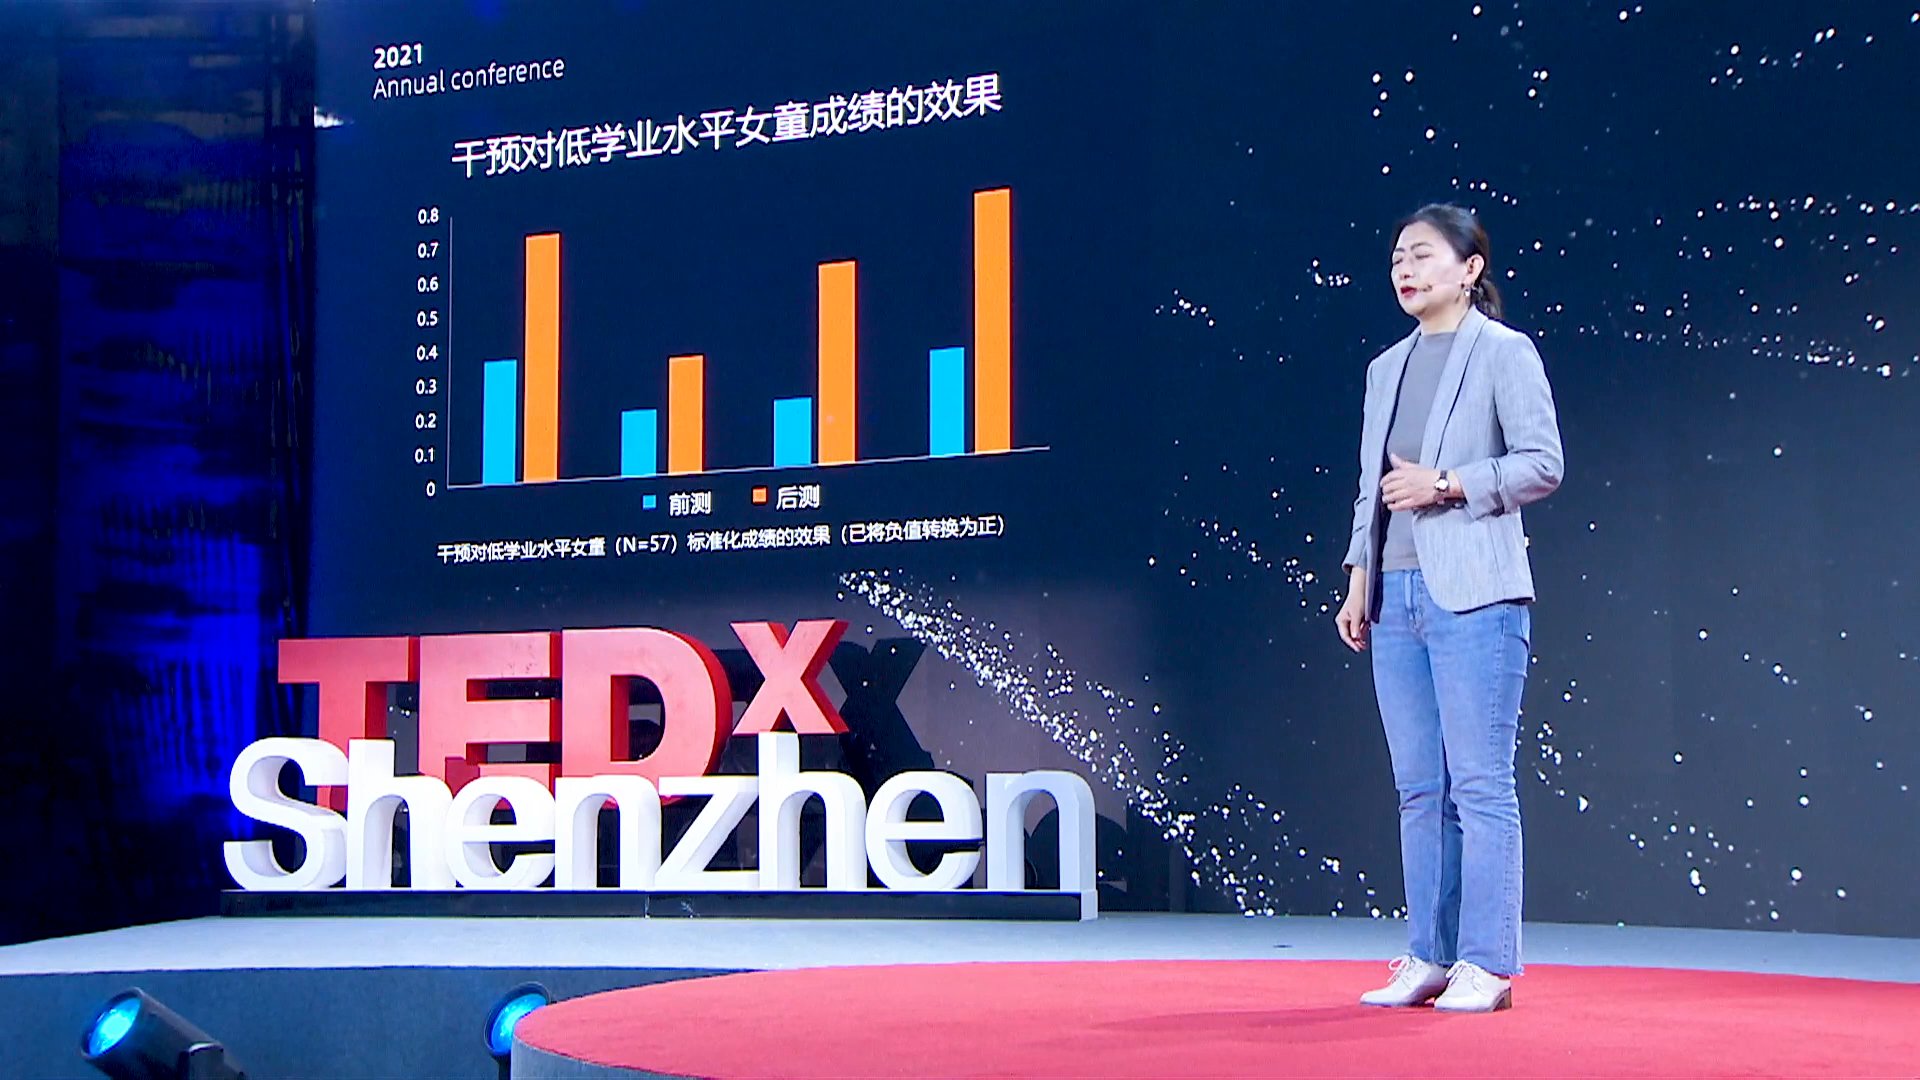 2021
Annual conference
干预对低学业水平女童成绩的效果
0.8
0.7
0.6
0.5
0.4
0.3
0.2
0.1
0
前测 后测
干预对低学业水平女童（N=57）标准化成绩的效果（已将负值转换为正）
TEDx
Shenzhen